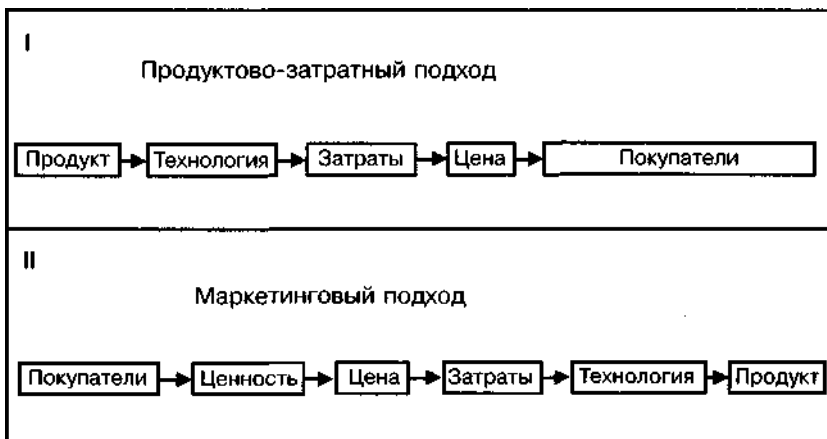 I
Продуктово-затратный подход
Продукт Технология Затраты Цена Покупатели
II
Маркетинговый подход
Покупатели Ценность Цена Затраты Технология Продукт